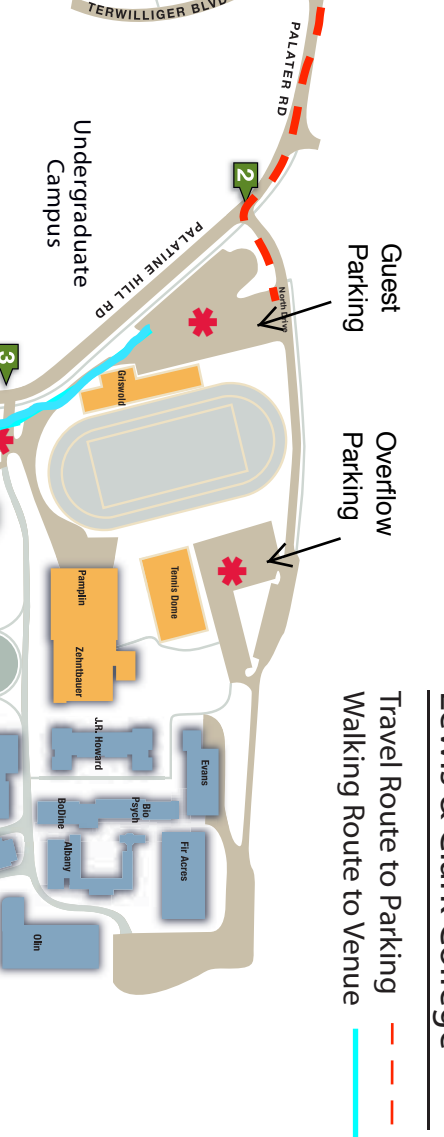 TERWILLIGER BLVD
PALATER RD
2
Undergraduate
Campus
PALATINE HILL RD
North Drive
Guest
Parking
3
Griswold
Overflow
Parking
Tennis Dome
Pamplin
Zehntbauer
J.R. Howard
Evans
Bio
Psych
BoDine
Albany
Fir Acres
Olin
Travel Route to Parking
Walking Route to Venue